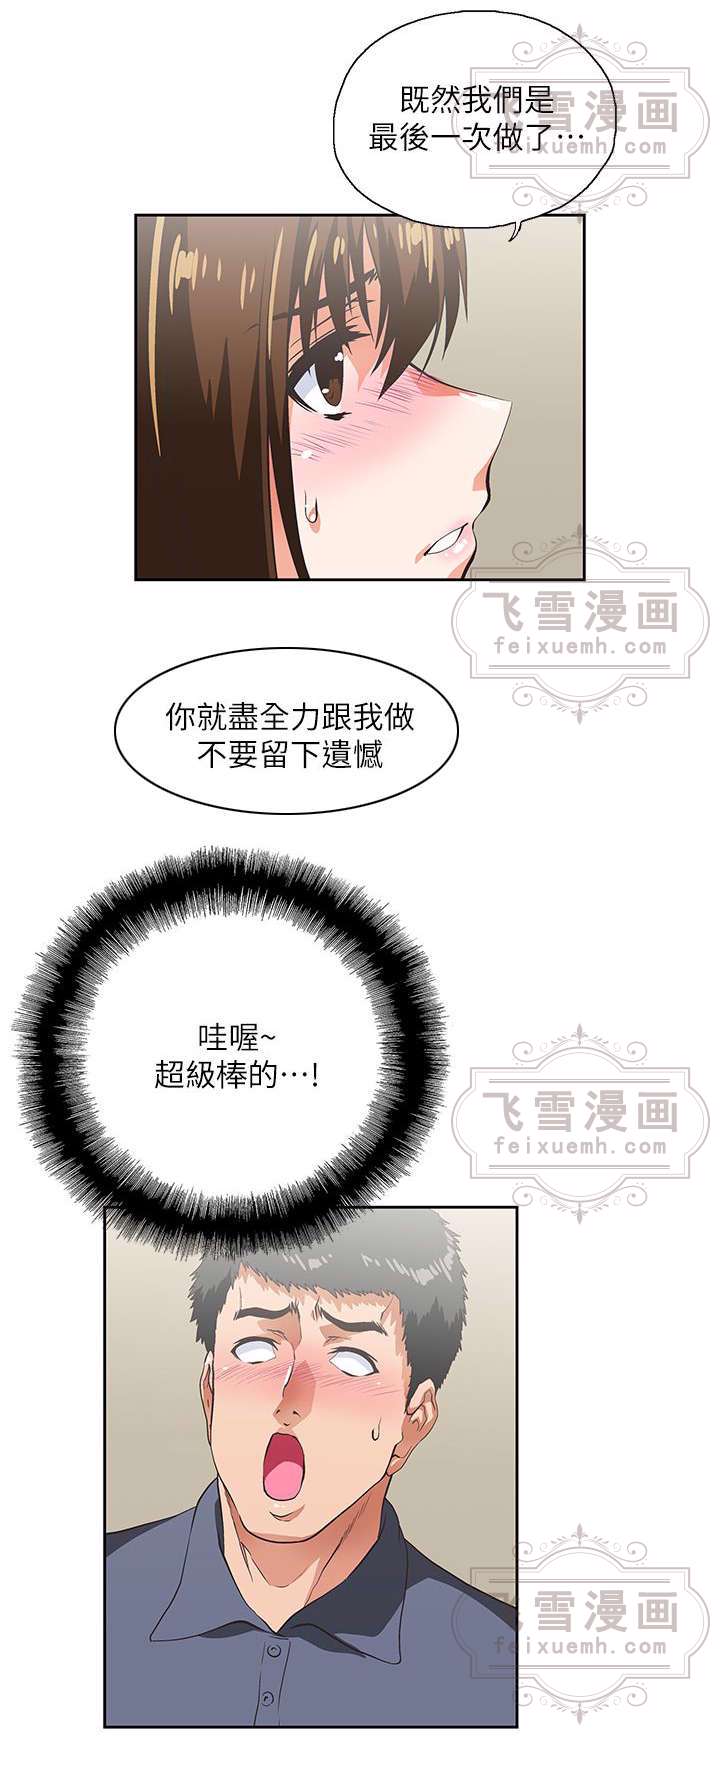 既然我們是
最後一次做了…
飞雪漫画
feixuemh.com
飞雪漫画
feixuemh.com
你就盡全力跟我做
不要留下遺憾
哇喔~
超級棒的…!
飞雪漫画
feixuemh.com
飞雪漫画
feixuemh.com